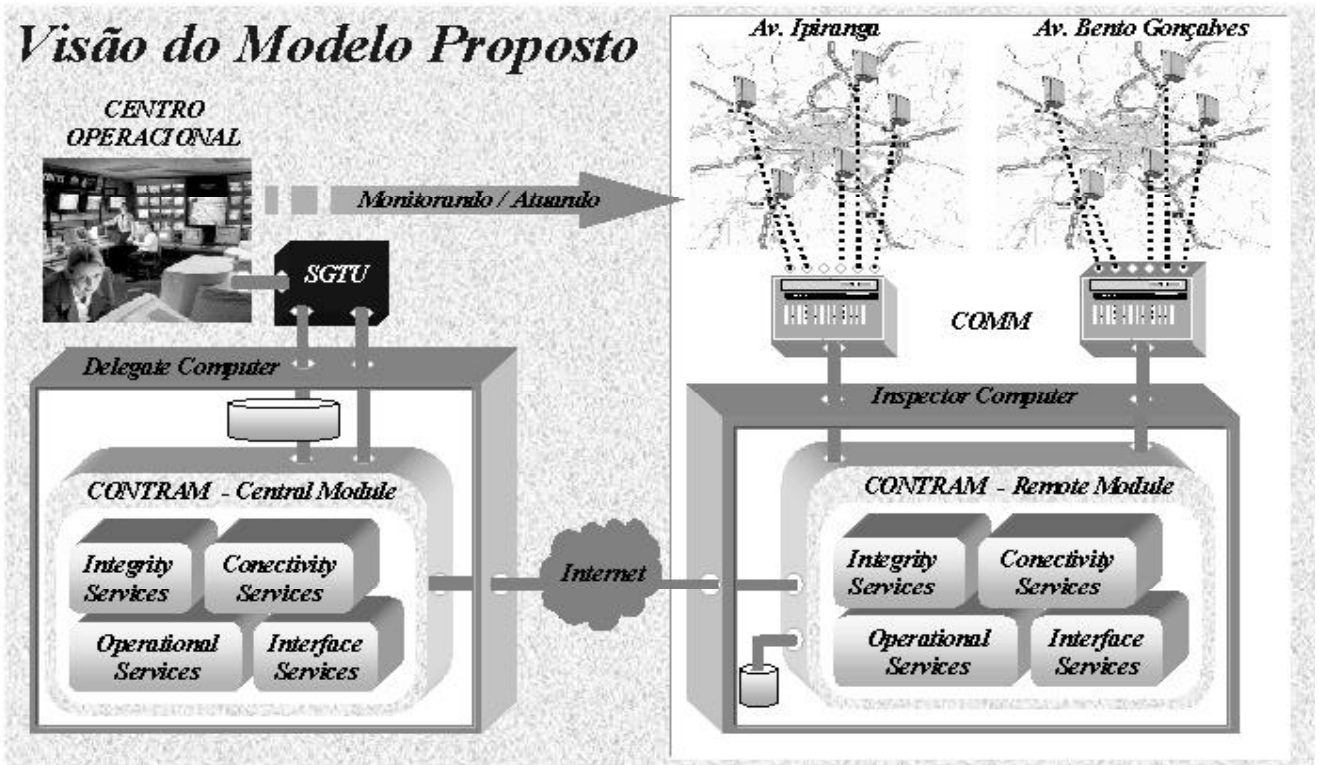 Visão do Modelo Proposto
Av. Ipiranga
Av. Bento Gonçalves
CENTRO
OPERACIONAL
Monitorando / Atuando
SGTU
COMM
Delegate Computer
Inspector Computer
CONTRAM - Central Module
Integrity
Services
Conectivity
Services
Operational
Services
Interface
Services
Internet
CONTRAM - Remote Module
Integrity
Services
Conectivity
Services
Operational
Services
Interface
Services